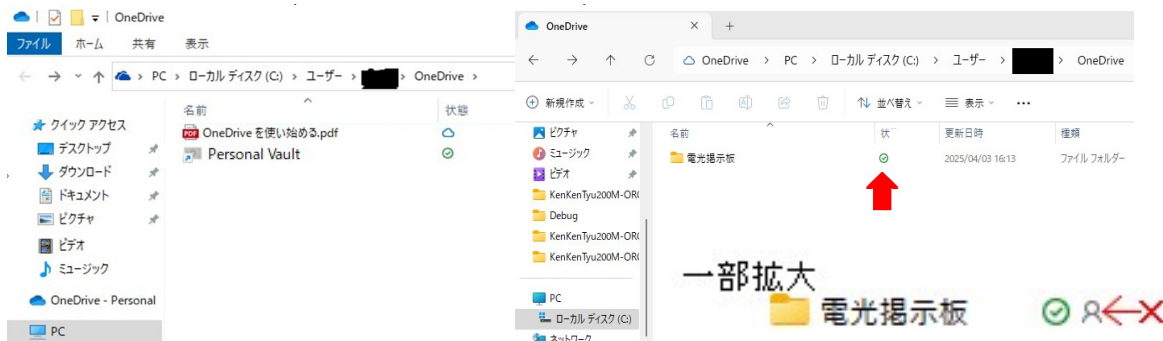 OneDrive
ファイル ホーム 共有 表示
PC › ローカル ディスク (C:) › ユーザー › › OneDrive ›
名前 状態
クイック アクセス
OneDrive を使い始める.pdf
デスクトップ
Personal Vault
ダウンロード
ドキュメント
ピクチャ
ビデオ
ミュージック
OneDrive - Personal
PC
OneDrive
OneDrive › PC › ローカル ディスク (C:) › ユーザー › › OneDrive
新規作成 並べ替え 表示
ピクチャ
ミュージック
ビデオ
KenKenTyu200M-OR
Debug
KenKenTyu200M-OR
KenKenTyu200M-OR
PC
ローカル ディスク (C:)
ネットワーク
名前 状 更新日時 種類
電光掲示板 2025/04/03 16:13 ファイル フォルダー
一部拡大
電光掲示板